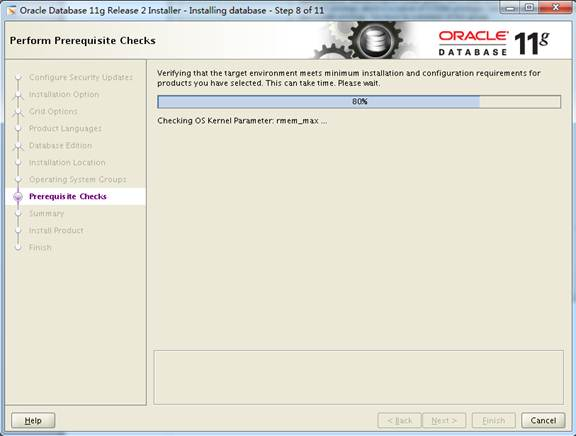 Oracle Database 11g Release 2 Installer - Installing database - Step 8 of 11
Perform Prerequisite Checks
ORACLE
DATABASE
11g
Configure Security Updates
Installation Option
Grid Options
Product Languages
Database Edition
Installation Location
Operating System Groups
Prerequisite Checks
Summary
Install Product
Finish
Verifying that the target environment meets minimum installation and configuration requirements for
products you have selected. This can take time. Please wait.
80%
Checking OS Kernel Parameter: rmem_max ...
Help
< Back
Next >
Finish
Cancel